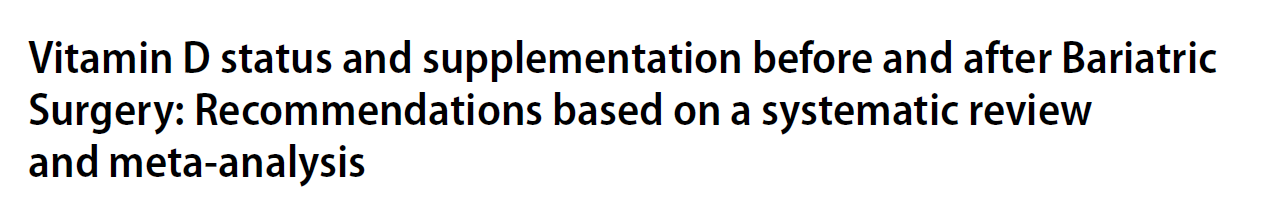 Vitamin D status and supplementation before and after Bariatric
Surgery: Recommendations based on a systematic review
and meta-analysis